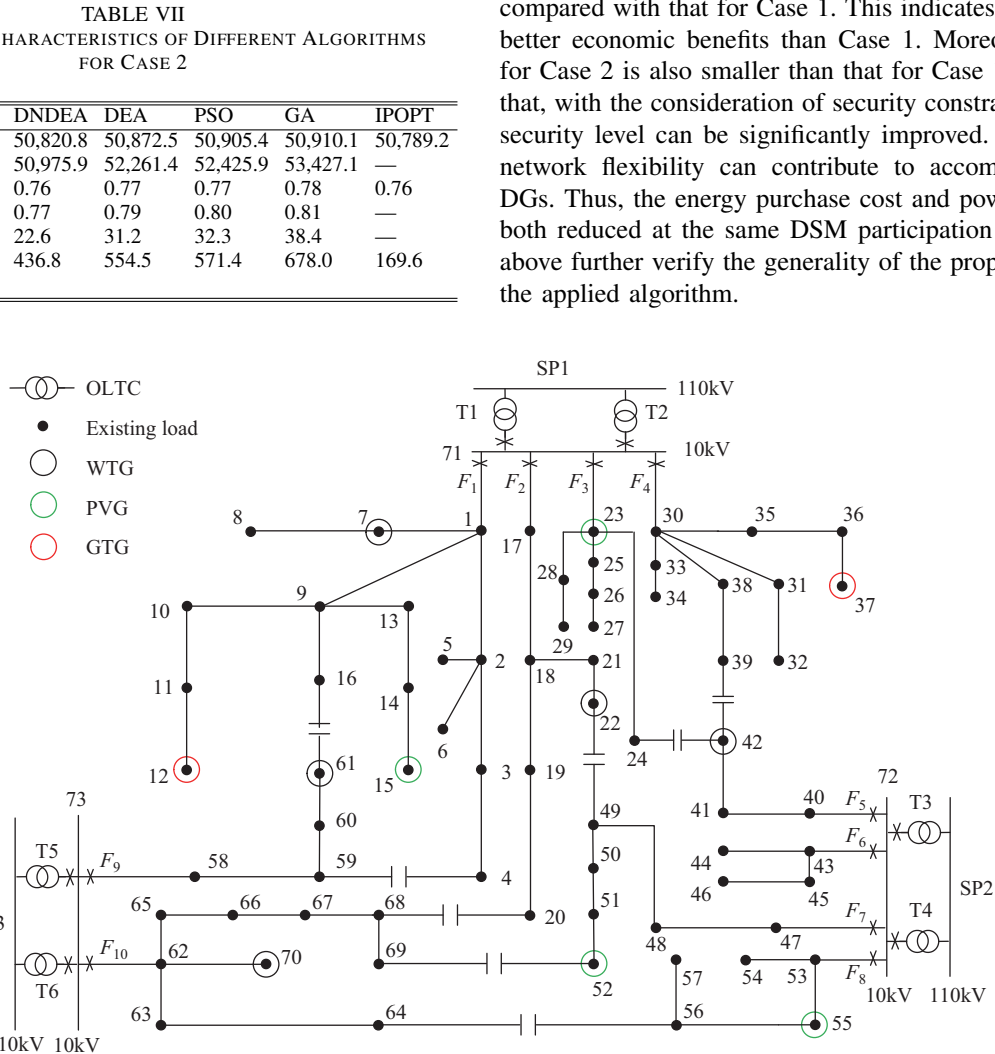 TABLE VII
HARACTERISTICS OF DIFFERENT ALGORITHMS
FOR CASE 2
DNDEA DEA PSO GA IPOPT
50,820.8 50,872.5 50,905.4 50,910.1 50,789.2
50,975.9 52,261.4 52,425.9 53,427.1 —
0.76 0.77 0.77 0.78 0.76
0.77 0.79 0.80 0.81 —
22.6 31.2 32.3 38.4 —
436.8 554.5 571.4 678.0 169.6
compared with that for Case 1. This indicates
better economic benefits than Case 1. Moreo
for Case 2 is also smaller than that for Case
that, with the consideration of security constra
security level can be significantly improved.
network flexibility can contribute to accom
DGs. Thus, the energy purchase cost and pow
both reduced at the same DSM participation
above further verify the generality of the prop
the applied algorithm.
OLTC
Existing load
WTG
PVG
GTG
SP1
110kV
T1 T2
71 10kV
F1 F2 F3 F4
8 7 1 17 23 30 35 36
25 33
28 26 34 38 31 37
10 9 13
27
29
5 2 18 21 39 32
16
11 14
6 22
24 42
12 61 15 3 19
72
41 40 F5 T3
73
60 49
F6
T5 F9 58 59 4 50 44 43
46 45
SP2
65 66 67 68 20 51
F7 T4
48 47
F10 62 70 69 52 57 54 53 F8
T6
10kV 110kV
63 64 56 55
10kV 10kV